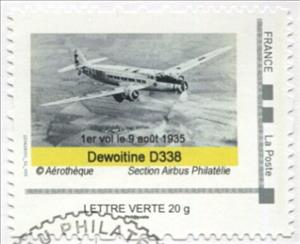 1er vol le 9 août 1935
Dewoitine D338
© Aérothèque Section Airbus Philatélie
LETTRE VERTE 20 g
FRANCE
La Poste
PHILAT